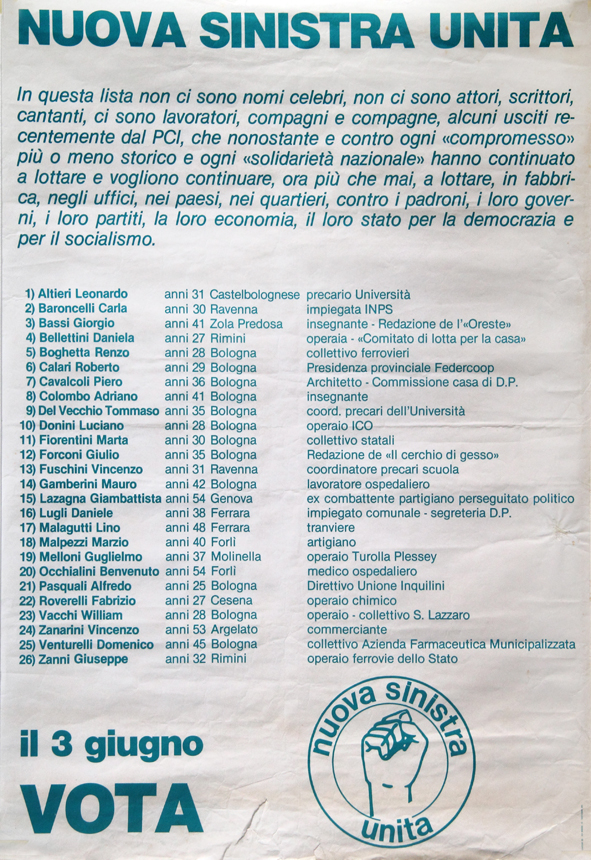 NUOVA SINISTRA UNITA
In questa lista non ci sono nomi celebri, non ci sono attori, scrittori,
cantanti, ci sono lavoratori, compagni e compagne, alcuni usciti re-
centemente dal PCI, che nonostante e contro ogni «compromesso»
più o meno storico e ogni «solidarietà nazionale» hanno continuato
a lottare e vogliono continuare, ora più che mai, a lottare, in fabbri-
ca, negli uffici, nei paesi, nei quartieri, contro i padroni, i loro gover-
ni, i loro partiti, la loro economia, il loro stato per la democrazia e
per il socialismo.
1) Altieri Leonardo anni 31 Castelbolognese precario Università
2) Baroncelli Carla anni 30 Ravenna impiegata INPS
3) Bassi Giorgio anni 41 Zola Predosa insegnante - Redazione de l'«Oreste»
4) Bellettini Daniela anni 27 Rimini operaia - «Comitato di lotta per la casa»
5) Boghetta Renzo anni 28 Bologna collettivo ferrovieri
6) Calari Roberto anni 29 Bologna Presidenza provinciale Federcoop
7) Cavalcoli Piero anni 36 Bologna Architetto - Commissione casa di D.P.
8) Colombo Adriano anni 41 Bologna insegnante
9) Del Vecchio Tommaso anni 35 Bologna coord. precari dell'Università
10) Donini Luciano anni 28 Bologna operaio ICO
11) Fiorentini Marta anni 30 Bologna collettivo statali
12) Forconi Giulio anni 35 Bologna Redazione de «Il cerchio di gesso»
13) Fuschini Vincenzo anni 31 Ravenna coordinatore precari scuola
14) Gamberini Mauro anni 42 Bologna lavoratore ospedaliero
15) Lazagna Giambattista anni 54 Genova ex combattente partigiano perseguitato politico
16) Lugli Daniele anni 38 Ferrara impiegato comunale - segreteria D.P.
17) Malagutti Lino anni 48 Ferrara tranviere
18) Malpezzi Marzio anni 40 Forlì artigiano
19) Melloni Guglielmo anni 37 Molinella operaio Turolla Plessey
20) Occhialini Benvenuto anni 54 Forlì medico ospedaliero
21) Pasquali Alfredo anni 25 Bologna Direttivo Unione Inquilini
22) Roverelli Fabrizio anni 27 Cesena operaio chimico
23) Vacchi William anni 28 Bologna operaio - collettivo S. Lazzaro
24) Zanarini Vincenzo anni 53 Argelato commerciante
25) Venturelli Domenico anni 45 Bologna collettivo Azienda Farmaceutica Municipalizzata
26) Zanni Giuseppe anni 32 Rimini operaio ferrovie dello Stato
il 3 giugno
VOTA
nuova sinistra
unita